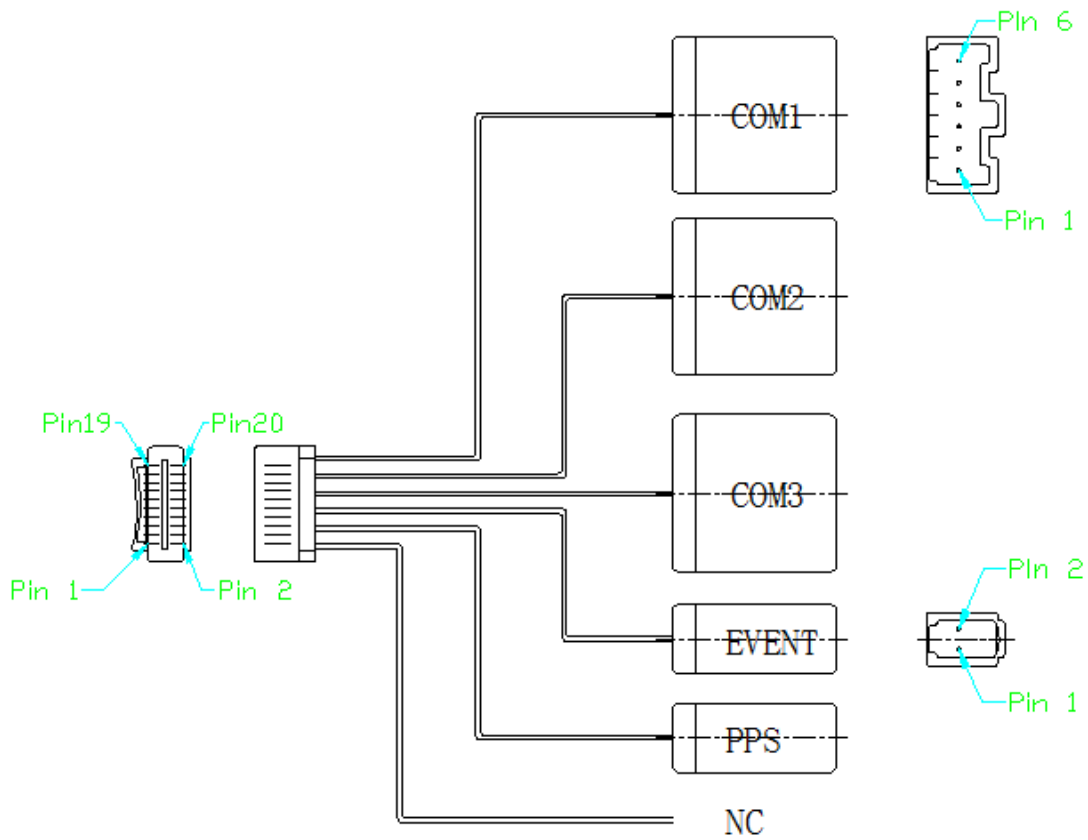 PIn 6
COM1
Pin 1
COM2
Pin19 Pin20
COM3
Pin 1 Pin 2
PIn 2
EVENT
Pin 1
PPS
NC